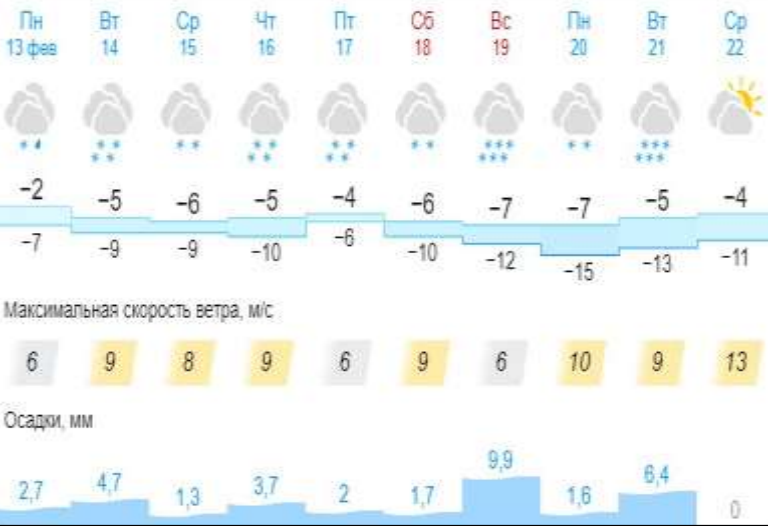 Пн Вт Ср Чт Пт Сб Вс Пн Вт Ср
13 фев 14 15 16 17 18 19 20 21 22
−2 −5 −6 −5 −4 −6 −7 −7 −5 −4
−7 −9 −9 −10 −6 −10 −12 −15 −13 −11
Максимальная скорость ветра, м/с
6 9 8 9 6 9 6 10 9 13
Осадки, мм
2,7 4,7 1,3 3,7 2 1,7 9,9 1,6 6,4 0